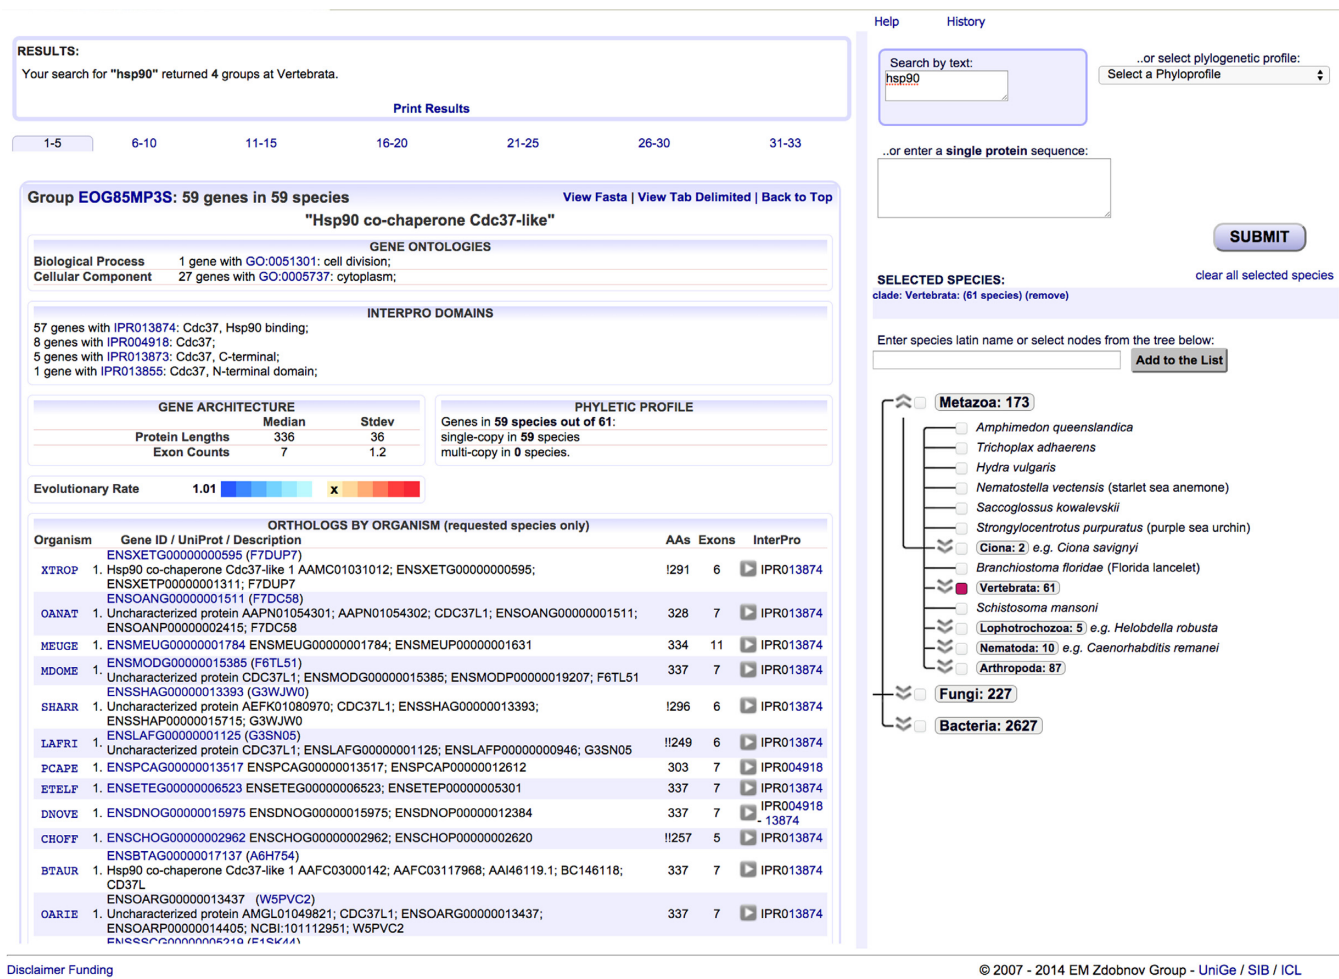 Help History
RESULTS:
Your search for "hsp90" returned 4 groups at Vertebrata.
Print Results
1-5 6-10 11-15 16-20 21-25 26-30 31-33
Group EOG85MP3S: 59 genes in 59 species View Fasta | View Tab Delimited | Back to Top
"Hsp90 co-chaperone Cdc37-like"
GENE ONTOLOGIES
Biological Process 1 gene with GO:0051301: cell division;
Cellular Component 27 genes with GO:0005737: cytoplasm;
INTERPRO DOMAINS
57 genes with IPR013874: Cdc37, Hsp90 binding;
8 genes with IPR004918: Cdc37;
5 genes with IPR013873: Cdc37, C-terminal;
1 gene with IPR013855: Cdc37, N-terminal domain;
GENE ARCHITECTURE
Median Stdev
Protein Lengths 336 36
Exon Counts 7 1.2
PHYLETIC PROFILE
Genes in 59 species out of 61:
single-copy in 59 species
multi-copy in 0 species.
Evolutionary Rate 1.01 x
ORTHOLOGS BY ORGANISM (requested species only)
Organism Gene ID / UniProt / Description AAs Exons InterPro
ENSXETG00000000595 (F7DUP7)
XTROP 1. Hsp90 co-chaperone Cdc37-like 1 AAMC01031012; ENSXETG00000000595; !291 6 IPR013874
ENSXETP00000001311; F7DUP7
ENSOANG00000001511 (F7DC58)
OANAT 1. Uncharacterized protein AAPN01054301; AAPN01054302; CDC37L1; ENSOANG00000001511; 328 7 IPR013874
ENSOANP00000002415; F7DC58
MEUGE 1. ENSMEUG00000001784 ENSMEUG00000001784; ENSMEUP00000001631 334 11 IPR013874
ENSMODG00000015385 (F6TL51)
MDOME 1. Uncharacterized protein CDC37L1; ENSMODG00000015385; ENSMODP00000019207; F6TL51 337 7 IPR013874
ENSSHAG00000013393 (G3WJW0)
SHARR 1. Uncharacterized protein AEFK01080970; CDC37L1; ENSSHAG00000013393; !296 6 IPR013874
ENSSHAP00000015715; G3WJW0
ENSLAFG00000001125 (G3SN05)
LAFRI 1. Uncharacterized protein CDC37L1; ENSLAFG00000001125; ENSLAFP00000000946; G3SN05 !!249 6 IPR013874
PCAPE 1. ENSPCAG00000013517 ENSPCAG00000013517; ENSPCAP00000012612 303 7 IPR004918
ETELF 1. ENSETEG00000006523 ENSETEG00000006523; ENSETEP00000005301 337 7 IPR013874
DNOVE 1. ENSDNOG00000015975 ENSDNOG00000015975; ENSDNOP00000012384 337 7 IPR004918 - 13874
CHOFF 1. ENSCHOG00000002962 ENSCHOG00000002962; ENSCHOP00000002620 !!257 5 IPR013874
ENSBTAG00000017137 (A6H754)
BTAUR 1. Hsp90 co-chaperone Cdc37-like 1 AAFC03000142; AAFC03117968; AAI46119.1; BC146118; 337 7 IPR013874
CD37L
ENSOARG00000013437 (W5PVC2)
OARIE 1. Uncharacterized protein AMGL01049821; CDC37L1; ENSOARG00000013437; 337 7 IPR013874
ENSOARP00000014405; NCBI:101112951; W5PVC2
ENSSSCG00000005219 (F1SK44)
Search by text:
hsp90
..or select plylogenetic profile:
Select a Phyloprofile
..or enter a single protein sequence:
SUBMIT
SELECTED SPECIES: clear all selected species
clade: Vertebrata: (61 species) (remove)
Enter species latin name or select nodes from the tree below:
Add to the List
Metazoa: 173
Amphimedon queenslandica
Trichoplax adhaerens
Hydra vulgaris
Nematostella vectensis (starlet sea anemone)
Saccoglossus kowalevskii
Strongylocentrotus purpuratus (purple sea urchin)
Ciona: 2 e.g. Ciona savignyi
Branchiostoma floridae (Florida lancelet)
Vertebrata: 61
Schistosoma mansoni
Lophotrochozoa: 5 e.g. Helobdella robusta
Nematoda: 10 e.g. Caenorhabditis remanei
Arthropoda: 87
Fungi: 227
Bacteria: 2627
Disclaimer Funding
© 2007 - 2014 EM Zdobnov Group - UniGe / SIB / ICL